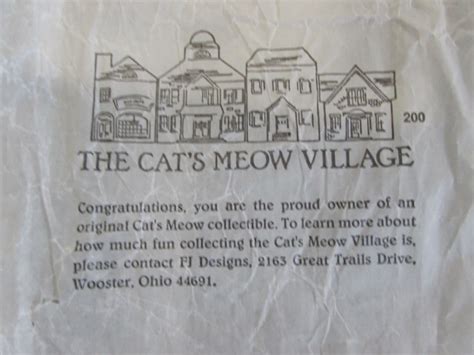 200
THE CAT'S MEOW VILLAGE
Congratulations, you are the proud owner of an
original Cat's Meow collectible. To learn more about
how much fun collecting the Cat's Meow Village is,
please contact FJ Designs, 2163 Great Trails Drive,
Wooster, Ohio 44691.